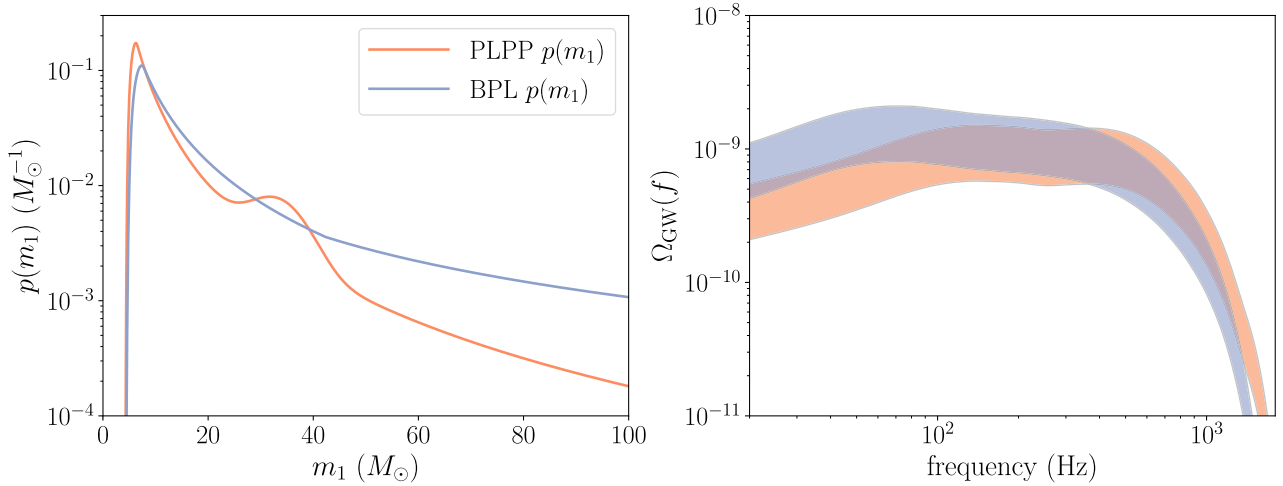 PLPP p(m₁)
BPL p(m₁)
p(m₁) (M⊙⁻¹)
10⁻¹
10⁻²
10⁻³
10⁻⁴
0 20 40 60 80 100
m₁ (M⊙)
Ω_GW(f)
10⁻⁸
10⁻⁹
10⁻¹⁰
10⁻¹¹
10² 10³
frequency (Hz)